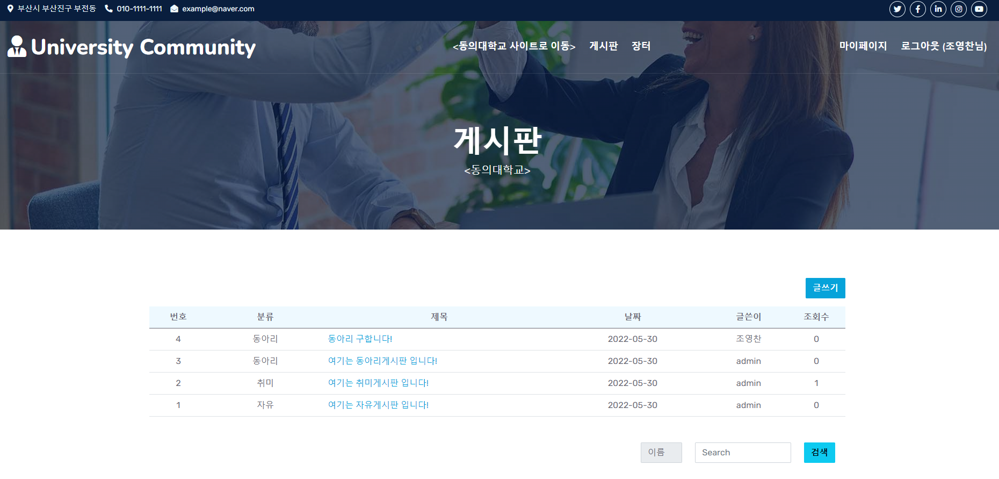 부산시 부산진구 부전동 010-1111-1111 example@naver.com
University Community <동의대학교 사이트로 이동> 게시판 장터 마이페이지 로그아웃 (조영찬님)
게시판
<동의대학교>
글쓰기
번호 분류 제목 날짜 글쓴이 조회수
4 동아리 동아리 구합니다! 2022-05-30 조영찬 0
3 동아리 여기는 동아리게시판 입니다! 2022-05-30 admin 0
2 취미 여기는 취미게시판 입니다! 2022-05-30 admin 1
1 자유 여기는 자유게시판 입니다! 2022-05-30 admin 0
이름 Search 검색